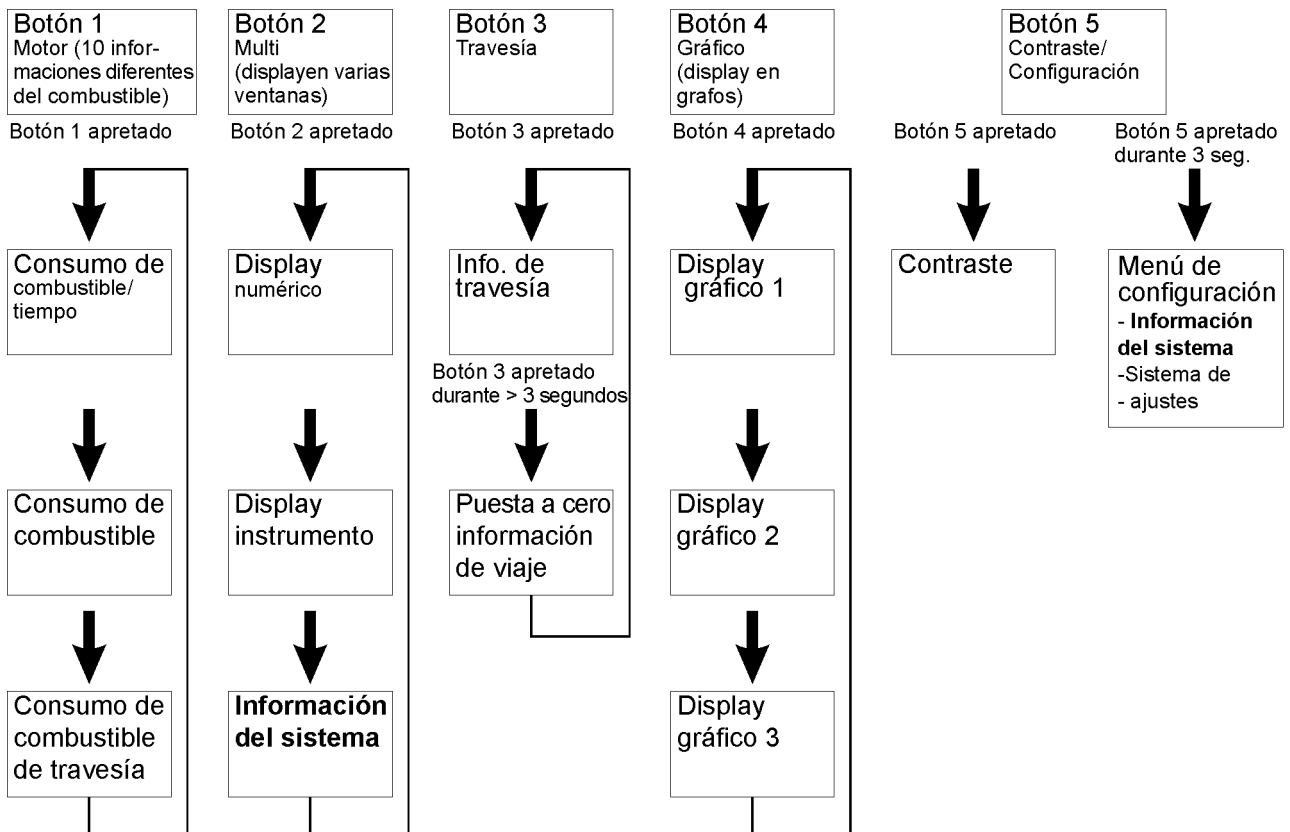 Botón 1
Motor (10 infor-
maciones diferentes
del combustible)
Botón 2
Multi
(displayen varias
ventanas)
Botón 3
Travesía
Botón 4
Gráfico
(display en
grafos)
Botón 5
Contraste/
Configuración
Botón 1 apretado
Botón 2 apretado
Botón 3 apretado
Botón 4 apretado
Botón 5 apretado
Botón 5 apretado
durante 3 seg.
Consumo de
combustible/
tiempo
Display
numérico
Info. de
travesía
Display
gráfico 1
Contraste
Menú de
configuración
- Información
del sistema
-Sistema de
- ajustes
Botón 3 apretado
durante > 3 segundos
Consumo de
combustible
Display
instrumento
Puesta a cero
información
de viaje
Display
gráfico 2
Consumo de
combustible
de travesía
Información
del sistema
Display
gráfico 3